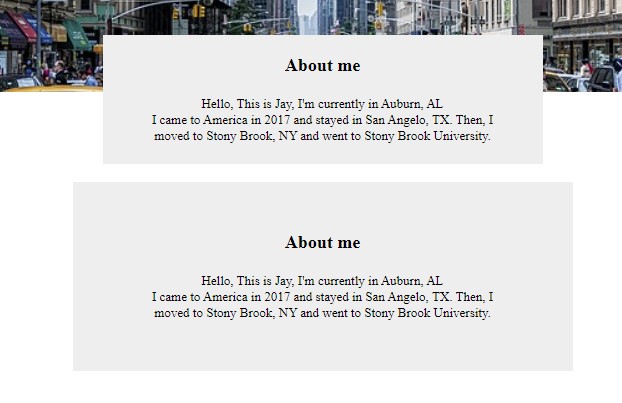 About me
Hello, This is Jay, I'm currently in Auburn, AL
I came to America in 2017 and stayed in San Angelo, TX. Then, I
moved to Stony Brook, NY and went to Stony Brook University.
About me
Hello, This is Jay, I'm currently in Auburn, AL
I came to America in 2017 and stayed in San Angelo, TX. Then, I
moved to Stony Brook, NY and went to Stony Brook University.